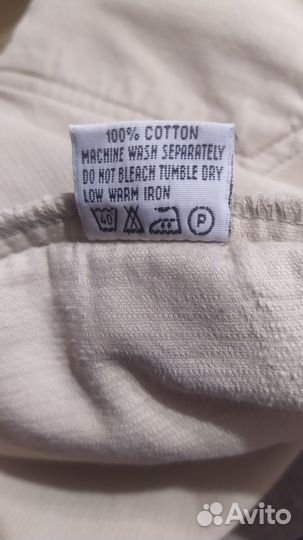 100% COTTON
MACHINE WASH SEPARATELY
DO NOT BLEACH TUMBLE DRY
LOW WARM IRON
40 P
Avito